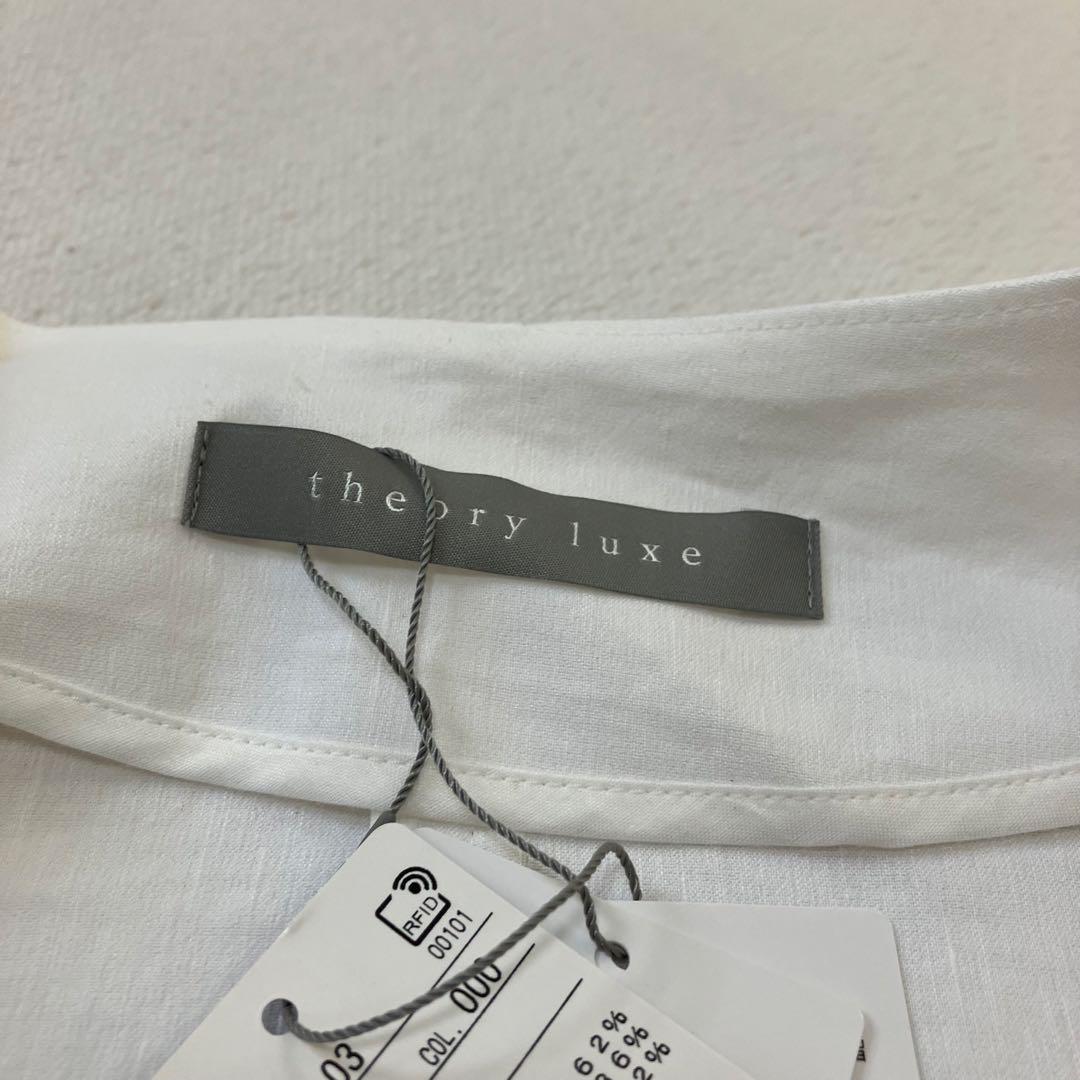 theory luxe
RFID
00101
COL. 000
03
62%
36%
2%